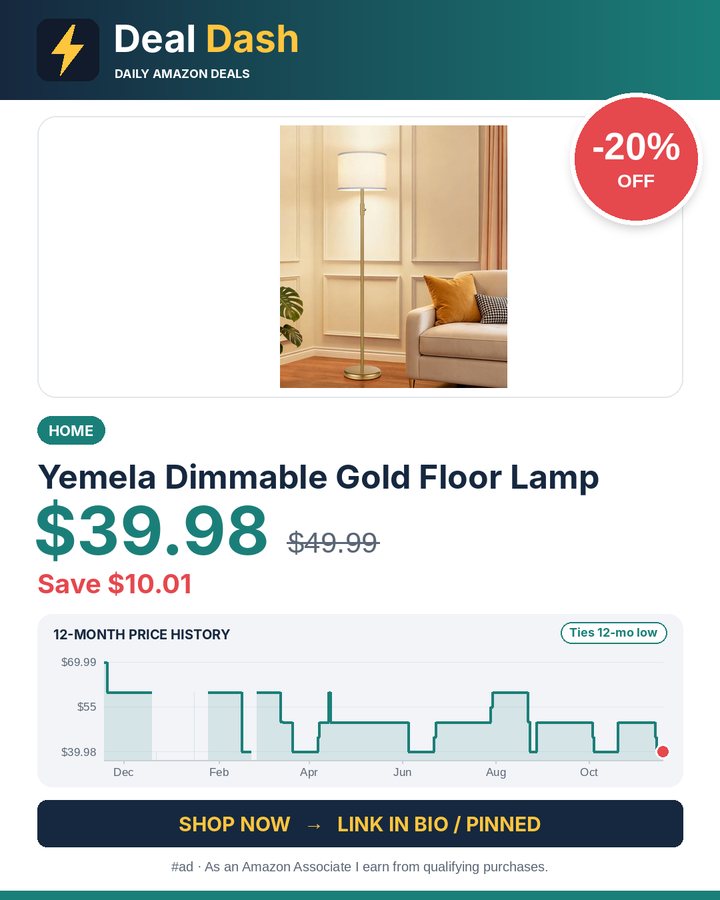 Deal Dash
DAILY AMAZON DEALS
-20%
OFF
HOME
Yemela Dimmable Gold Floor Lamp
$39.98 $49.99
Save $10.01
12-MONTH PRICE HISTORY
Ties 12-mo low
$69.99
$55
$39.98
Dec Feb Apr Jun Aug Oct
SHOP NOW → LINK IN BIO / PINNED
#ad · As an Amazon Associate I earn from qualifying purchases.